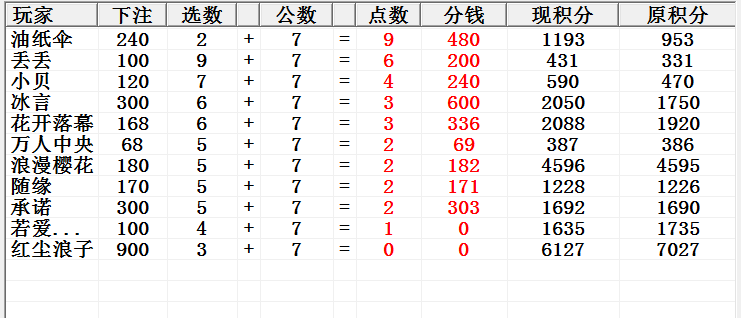 玩家 下注 选数 公数 点数 分钱 现积分 原积分
油纸伞 240 2 + 7 = 9 480 1193 953
丢丢 100 9 + 7 = 6 200 431 331
小贝 120 7 + 7 = 4 240 590 470
冰言 300 6 + 7 = 3 600 2050 1750
花开落幕 168 6 + 7 = 3 336 2088 1920
万人中央 68 5 + 7 = 2 69 387 386
浪漫樱花 180 5 + 7 = 2 182 4596 4595
随缘 170 5 + 7 = 2 171 1228 1226
承诺 300 5 + 7 = 2 303 1692 1690
若爱... 100 4 + 7 = 1 0 1635 1735
红尘浪子 900 3 + 7 = 0 0 6127 7027